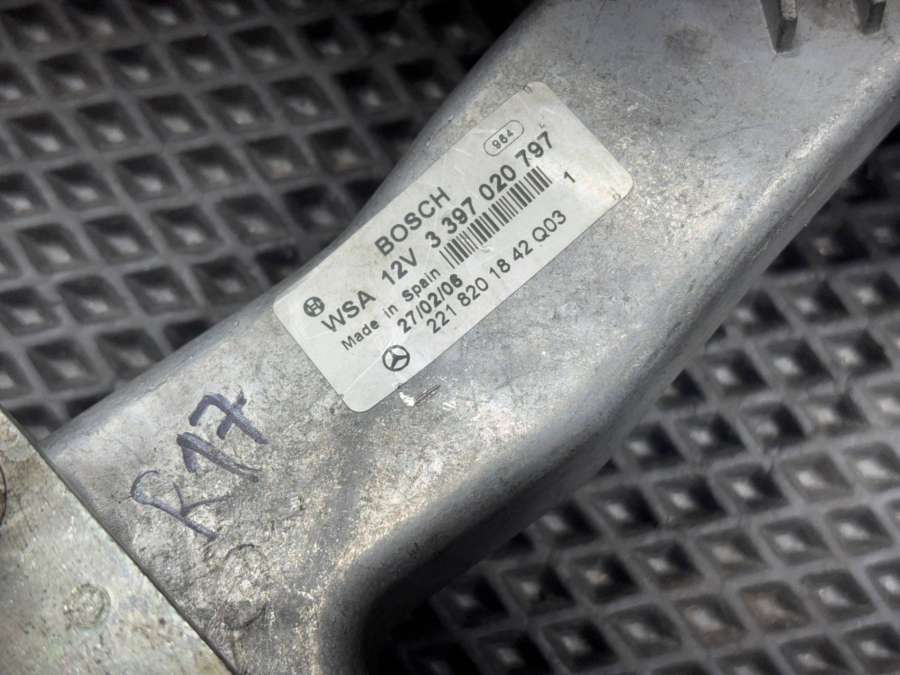 964
BOSCH
WSA 12V 3 397 020 797
Made in Spain
27/02/06 1
221 820 18 42 Q03
R17